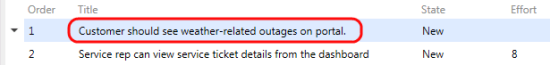 Order Title State Effort
1 Customer should see weather-related outages on portal. New
2 Service rep can view service ticket details from the dashboard New 8